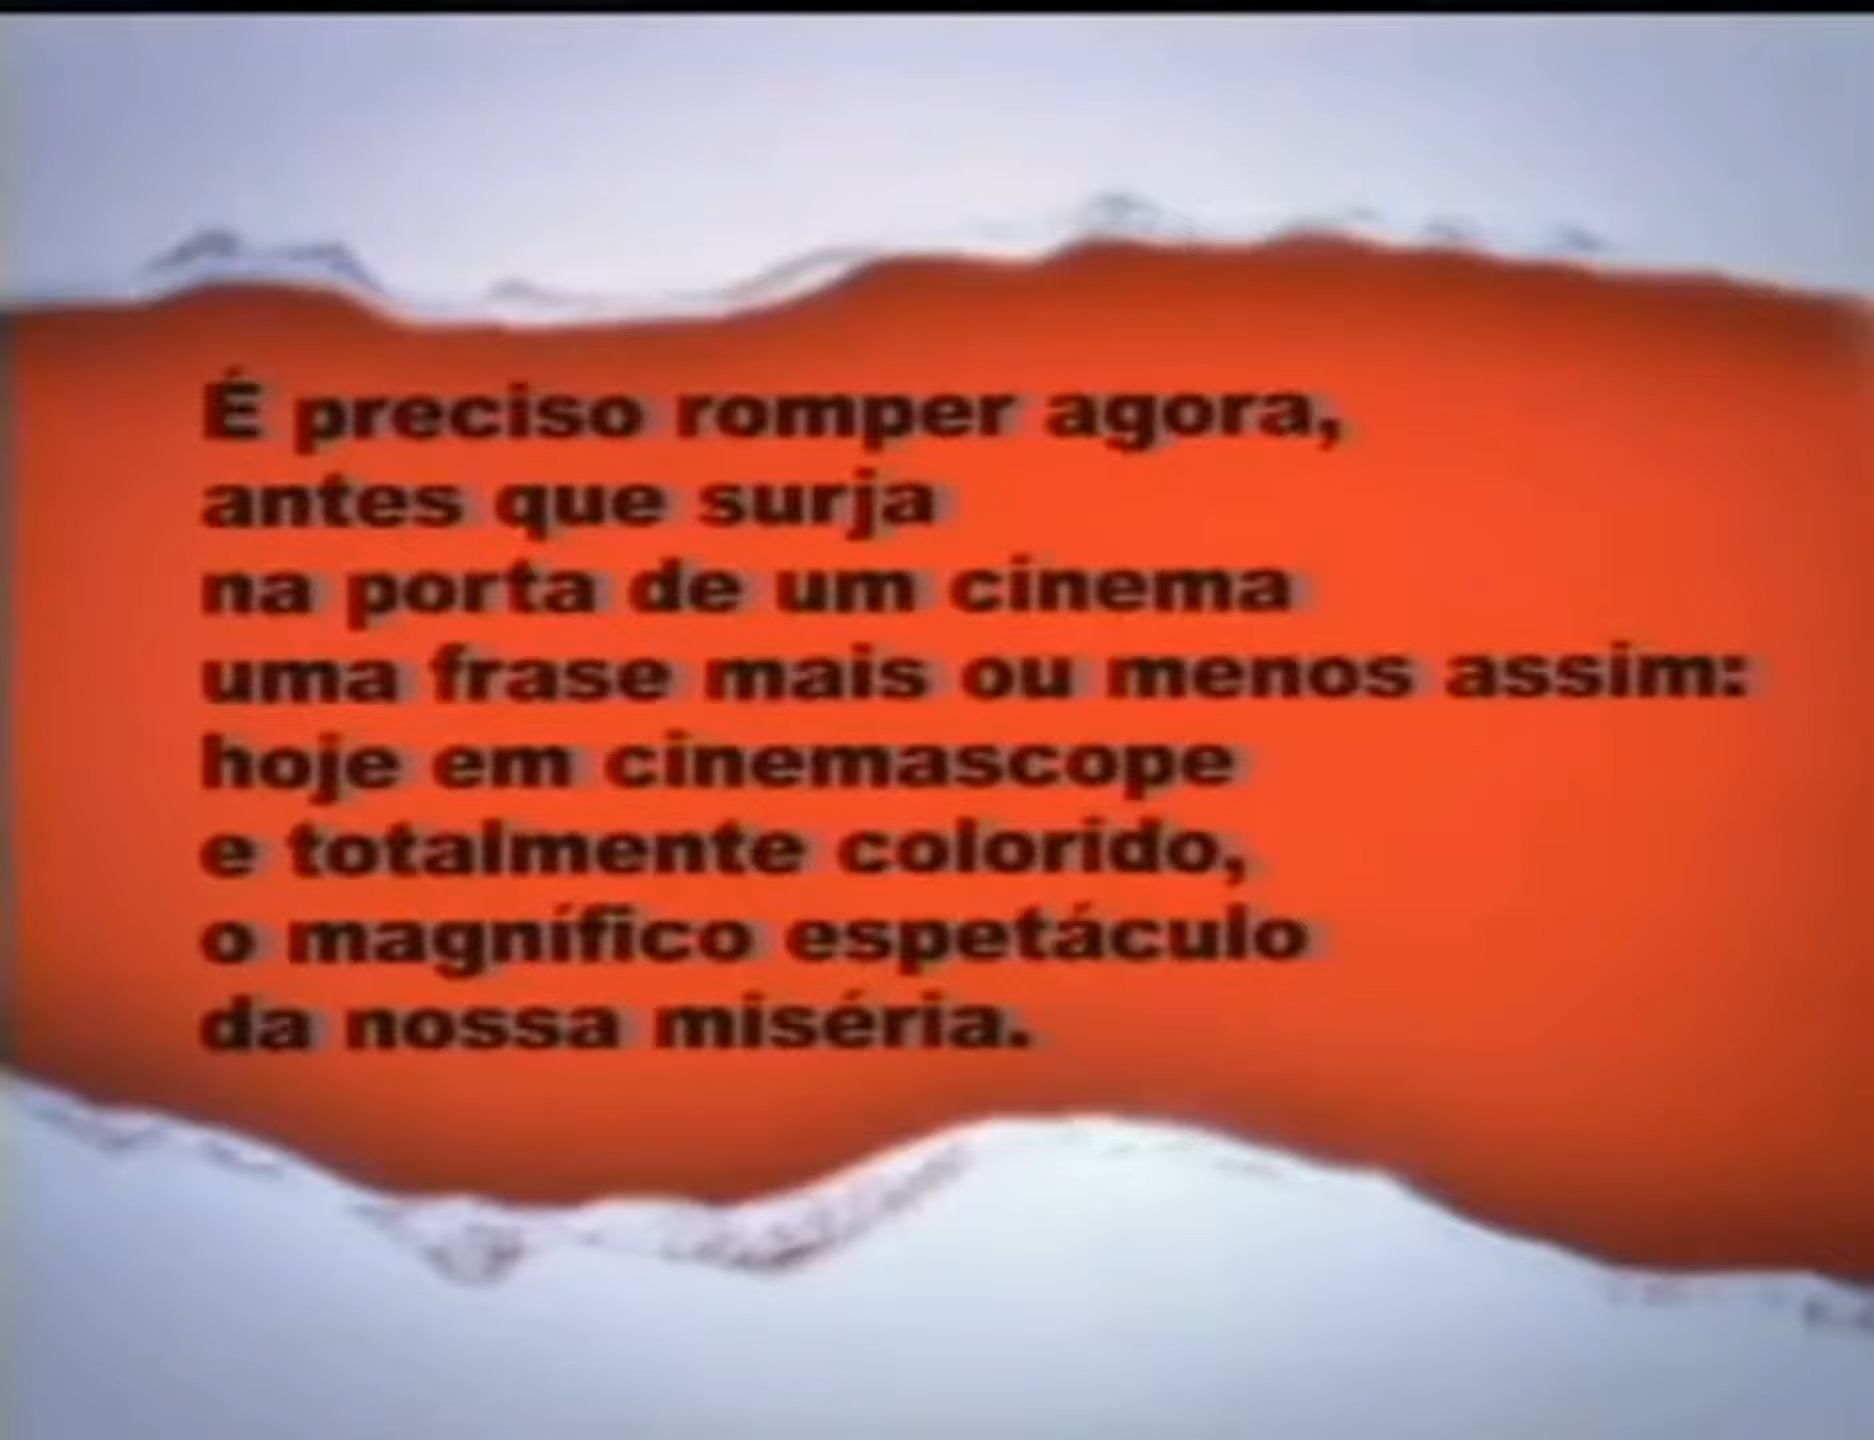 É preciso romper agora,
antes que surja
na porta de um cinema
uma frase mais ou menos assim:
hoje em cinemascope
e totalmente colorido,
o magnífico espetáculo
da nossa miséria.